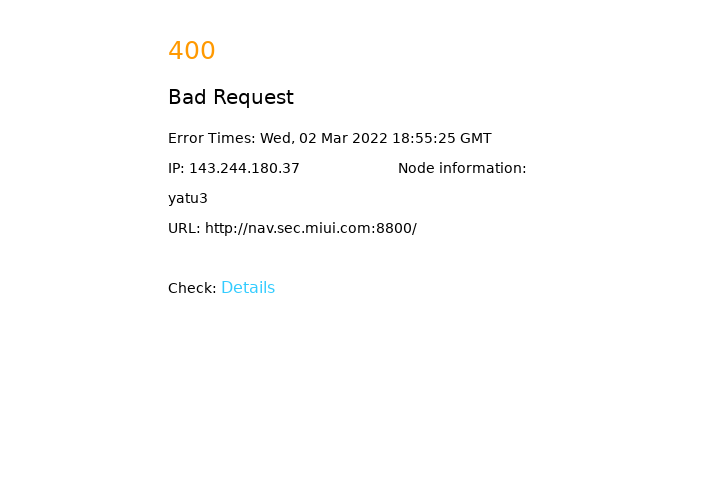 400
Bad Request
Error Times: Wed, 02 Mar 2022 18:55:25 GMT
IP: 143.244.180.37 Node information:
yatu3
URL: http://nav.sec.miui.com:8800/
Check: Details